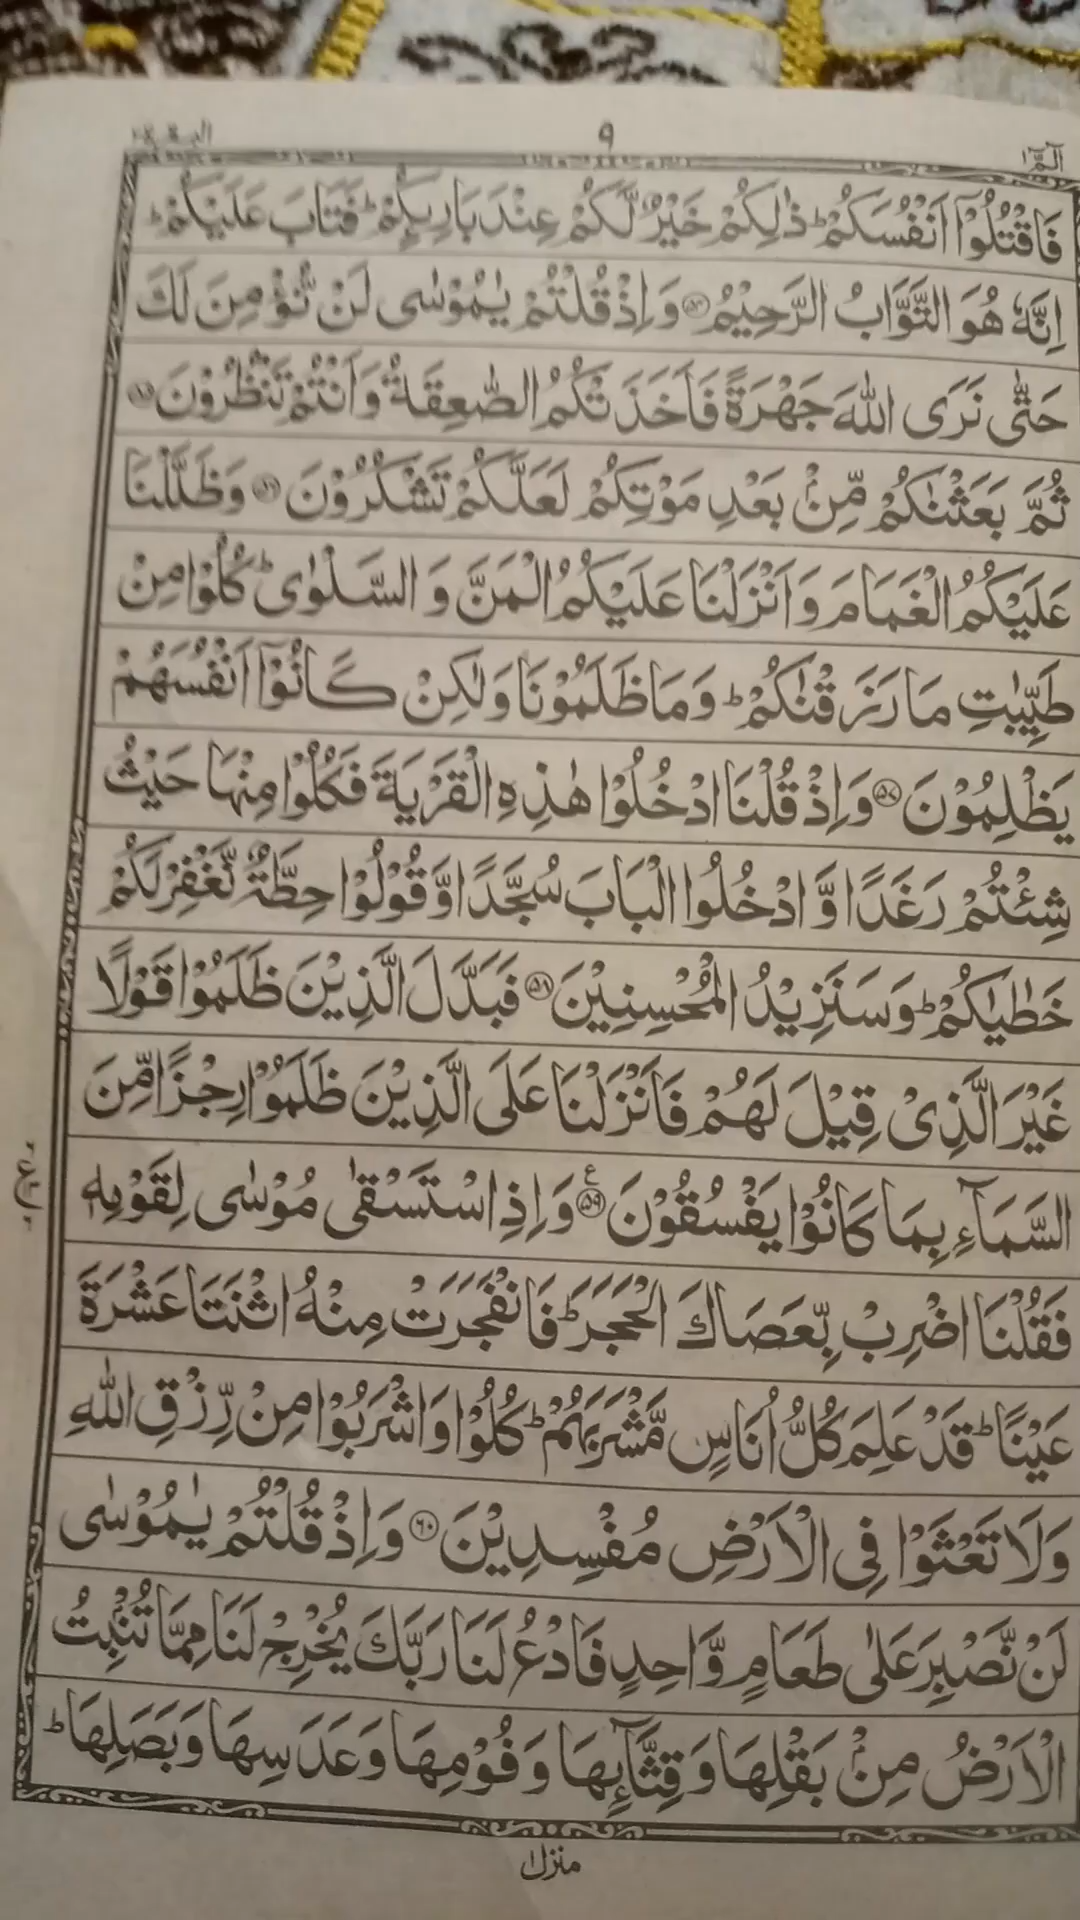 الٓمّٓ ١ ٩ البقرة ٢
فَاقْتُلُوْۤا اَنْفُسَكُمْ ؕ ذٰلِكُمْ خَيْرٌ لَّكُمْ عِنْدَ بَارِىِٕكُمْ ؕ فَتَابَ عَلَيْكُمْ ؕ
اِنَّهٗ هُوَ التَّوَّابُ الرَّحِيْمُ ﴿۵۴﴾ وَ اِذْ قُلْتُمْ يٰمُوْسٰى لَنْ نُّؤْمِنَ لَكَ
حَتّٰى نَرَى اللّٰهَ جَهْرَةً فَاَخَذَتْكُمُ الصّٰعِقَةُ وَ اَنْتُمْ تَنْظُرُوْنَ ﴿۵۵﴾
ثُمَّ بَعَثْنٰكُمْ مِّنْۢ بَعْدِ مَوْتِكُمْ لَعَلَّكُمْ تَشْكُرُوْنَ ﴿۵۶﴾ وَ ظَلَّلْنَا
عَلَيْكُمُ الْغَمَامَ وَ اَنْزَلْنَا عَلَيْكُمُ الْمَنَّ وَ السَّلْوٰى ؕ كُلُوْا مِنْ
طَيِّبٰتِ مَا رَزَقْنٰكُمْ ؕ وَ مَا ظَلَمُوْنَا وَلٰكِنْ كَانُوْۤا اَنْفُسَهُمْ
يَظْلِمُوْنَ ﴿۵۷﴾ وَ اِذْ قُلْنَا ادْخُلُوْا هٰذِهِ الْقَرْيَةَ فَكُلُوْا مِنْهَا حَيْثُ
شِئْتُمْ رَغَدًا وَّ ادْخُلُوا الْبَابَ سُجَّدًا وَّ قُوْلُوْا حِطَّةٌ نَّغْفِرْ لَكُمْ
خَطٰيٰكُمْ ؕ وَ سَنَزِيْدُ الْمُحْسِنِيْنَ ﴿۵۸﴾ فَبَدَّلَ الَّذِيْنَ ظَلَمُوْا قَوْلًا
غَيْرَ الَّذِىْ قِيْلَ لَهُمْ فَاَنْزَلْنَا عَلَى الَّذِيْنَ ظَلَمُوْا رِجْزًا مِّنَ
السَّمَآءِ بِمَا كَانُوْا يَفْسُقُوْنَ ﴿۵۹﴾ ع وَ اِذِ اسْتَسْقٰى مُوْسٰى لِقَوْمِهٖ
فَقُلْنَا اضْرِبْ بِّعَصَاكَ الْحَجَرَ ؕ فَانْفَجَرَتْ مِنْهُ اثْنَتَا عَشْرَةَ
عَيْنًا ؕ قَدْ عَلِمَ كُلُّ اُنَاسٍ مَّشْرَبَهُمْ ؕ كُلُوْا وَ اشْرَبُوْا مِنْ رِّزْقِ اللّٰهِ
وَ لَا تَعْثَوْا فِى الْاَرْضِ مُفْسِدِيْنَ ﴿۶۰﴾ وَ اِذْ قُلْتُمْ يٰمُوْسٰى
لَنْ نَّصْبِرَ عَلٰى طَعَامٍ وَّاحِدٍ فَادْعُ لَنَا رَبَّكَ يُخْرِجْ لَنَا مِمَّا تُنْۢبِتُ
الْاَرْضُ مِنْۢ بَقْلِهَا وَ قِثَّآىِٕهَا وَ فُوْمِهَا وَ عَدَسِهَا وَ بَصَلِهَا ؕ
منزل ١